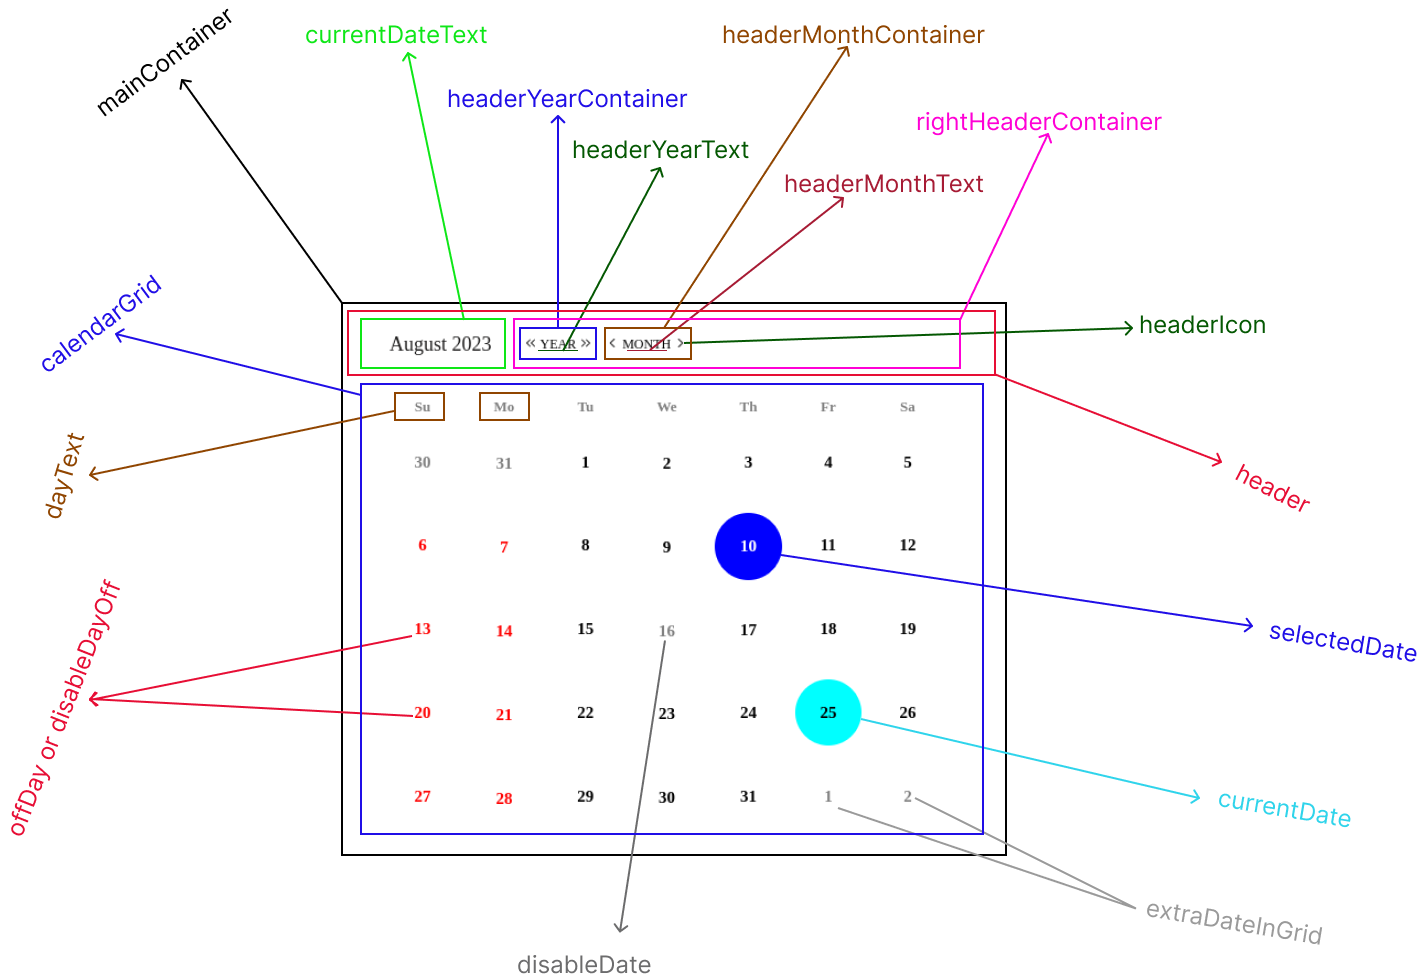 mainContainer
currentDateText
headerMonthContainer
headerYearContainer
rightHeaderContainer
headerYearText
headerMonthText
calendarGrid
headerIcon
August 2023 « YEAR » < MONTH >
Su Mo Tu We Th Fr Sa
30 31 1 2 3 4 5
6 7 8 9 10 11 12
13 14 15 16 17 18 19
20 21 22 23 24 25 26
27 28 29 30 31 1 2
dayText
header
offDay or disableDayOff
selectedDate
currentDate
extraDateInGrid
disableDate